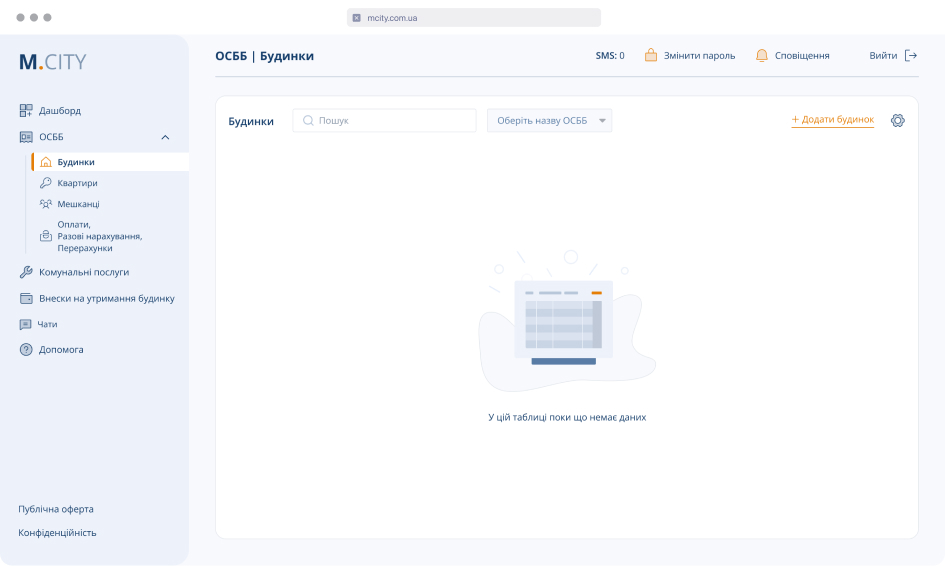 mcity.com.ua
M.CITY
ОСББ | Будинки
SMS: 0
Змінити пароль
Сповіщення
Вийти
Дашборд
ОСББ
Будинки
Квартири
Мешканці
Оплати,
Разові нарахування,
Перерахунки
Комунальні послуги
Внески на утримання будинку
Чати
Допомога
Публічна оферта
Конфіденційність
Будинки
Пошук
Оберіть назву ОСББ
+ Додати будинок
У цій таблиці поки що немає даних